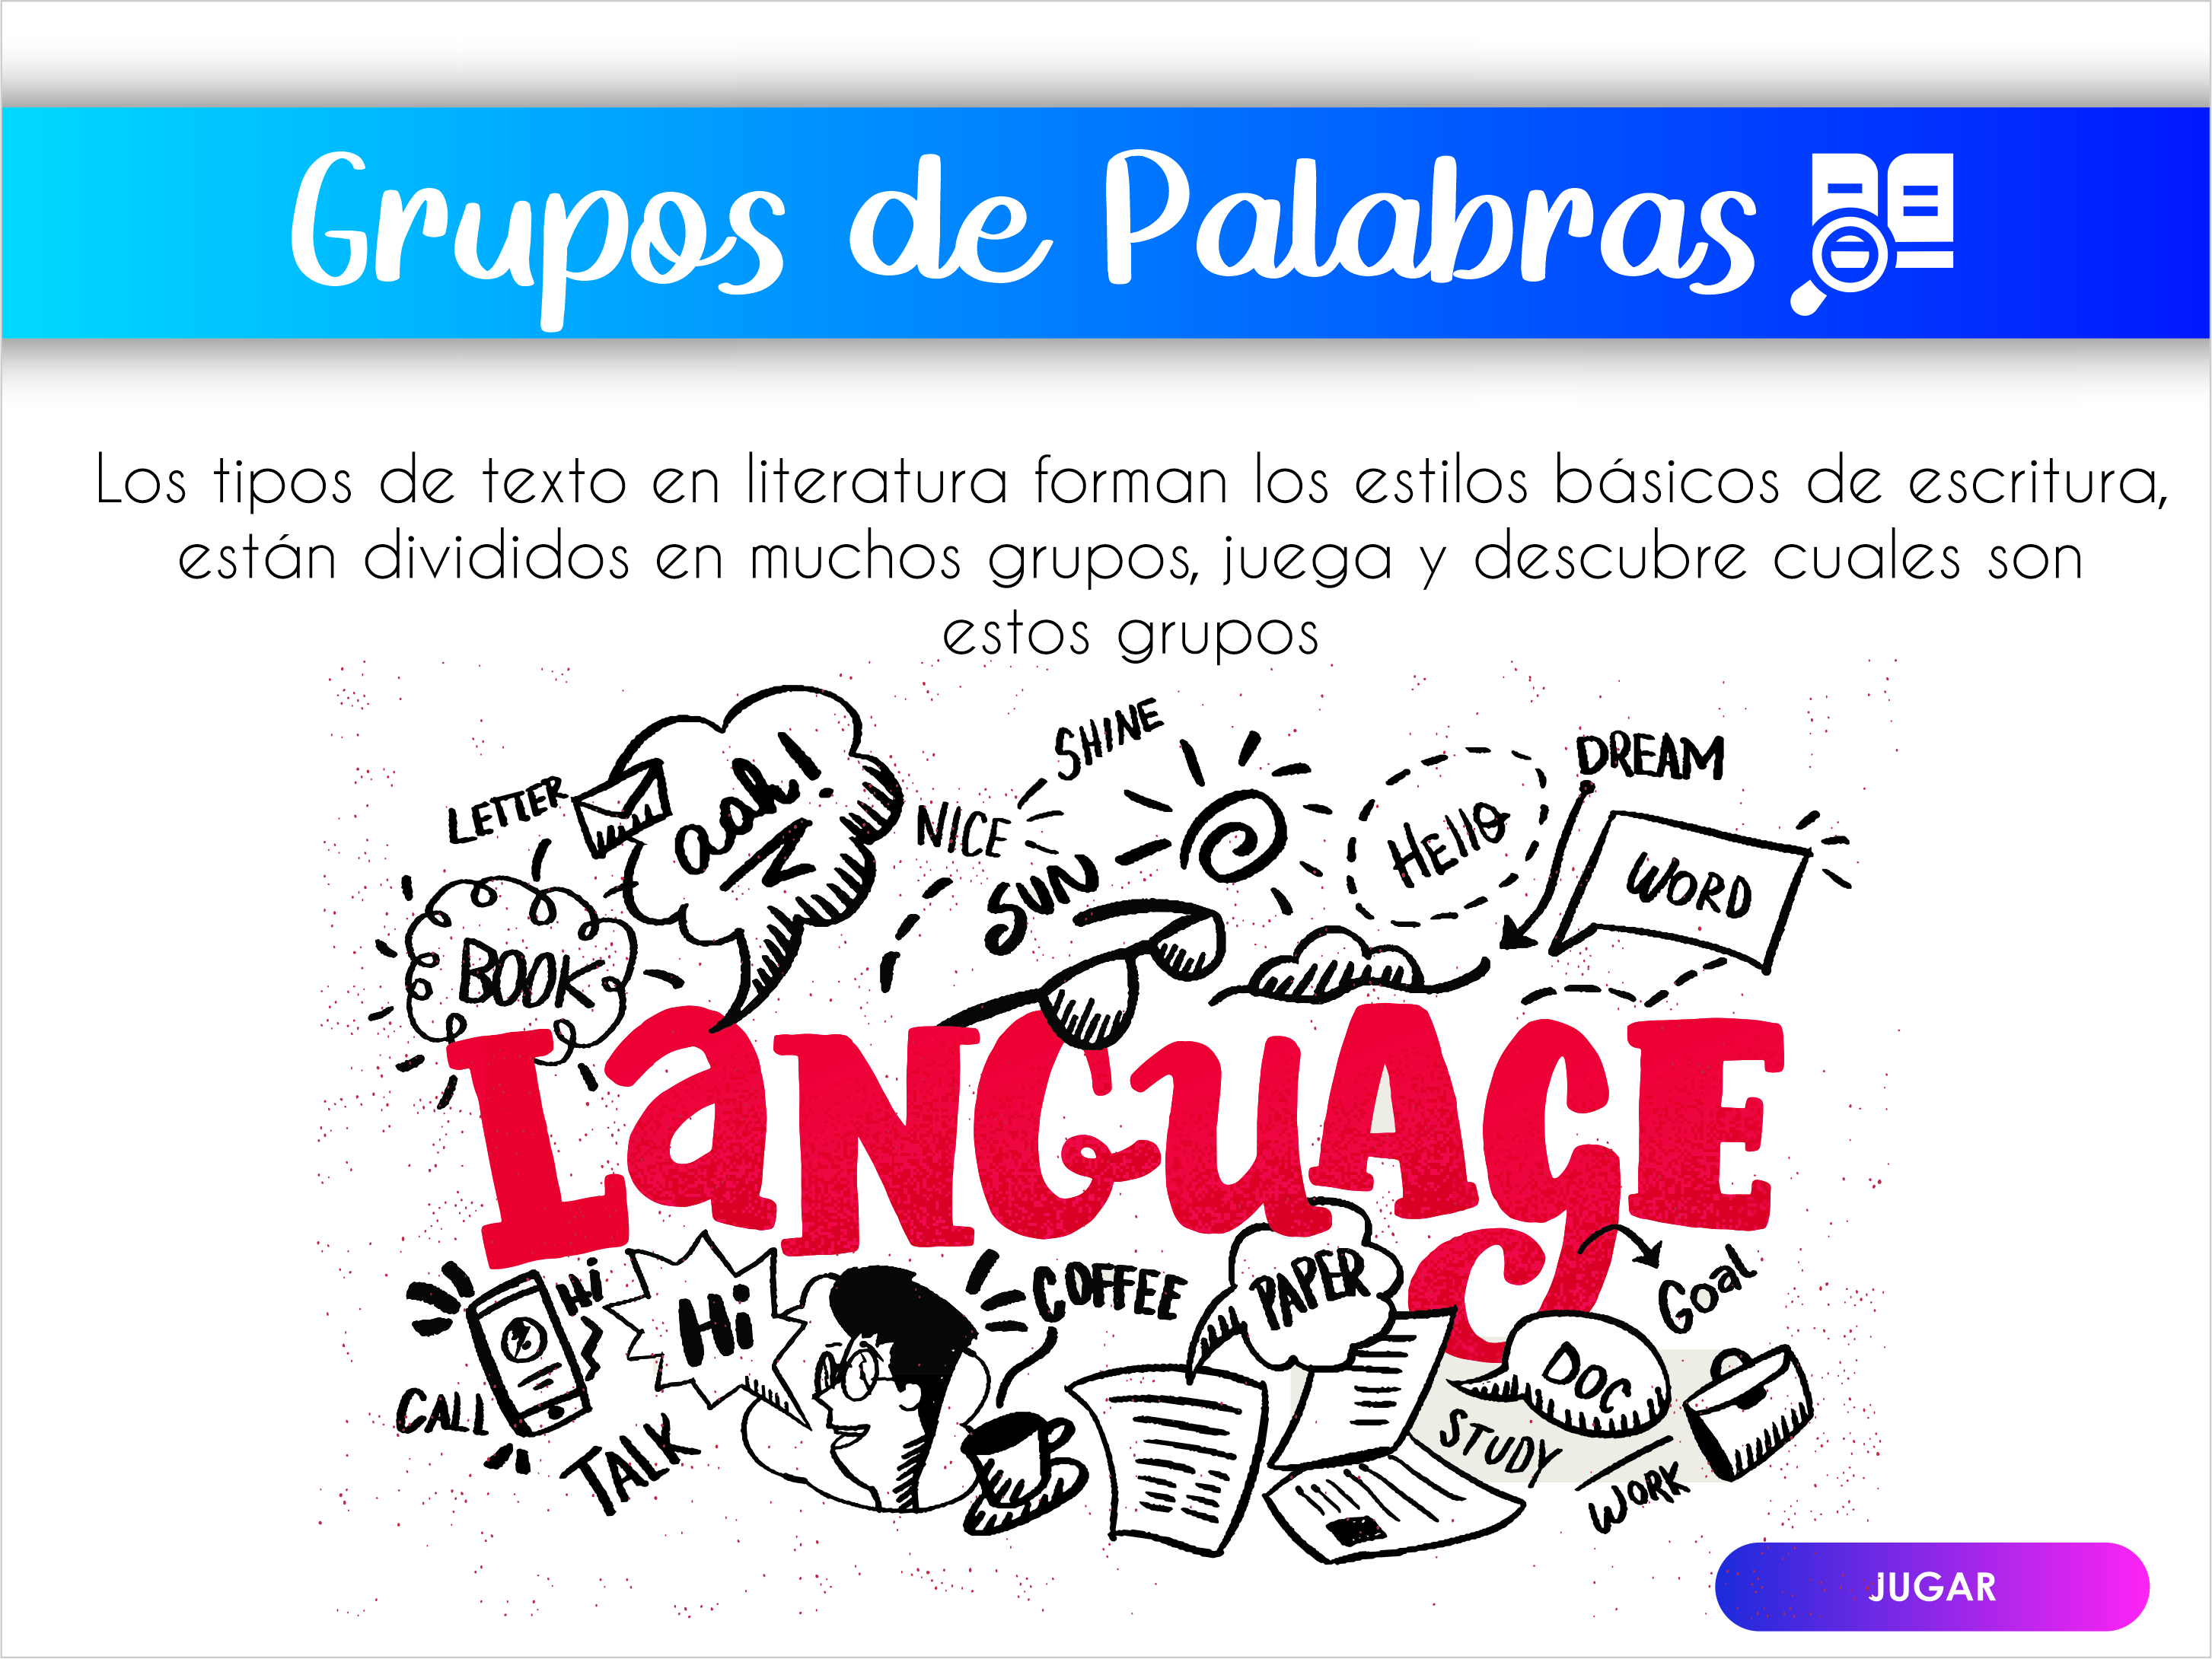 Grupos de Palabras
Los tipos de texto en literatura forman los estilos básicos de escritura,
están divididos en muchos grupos, juega y descubre cuales son
estos grupos
SHINE
DREAM
LETTER
aah!
NICE
SUN
Hello
WORD
BOOK
LANGUAGE
Hi
Hi
COFFEE
PAPER
Goal
CALL
TALK
DOC
STUDY
WORK
JUGAR